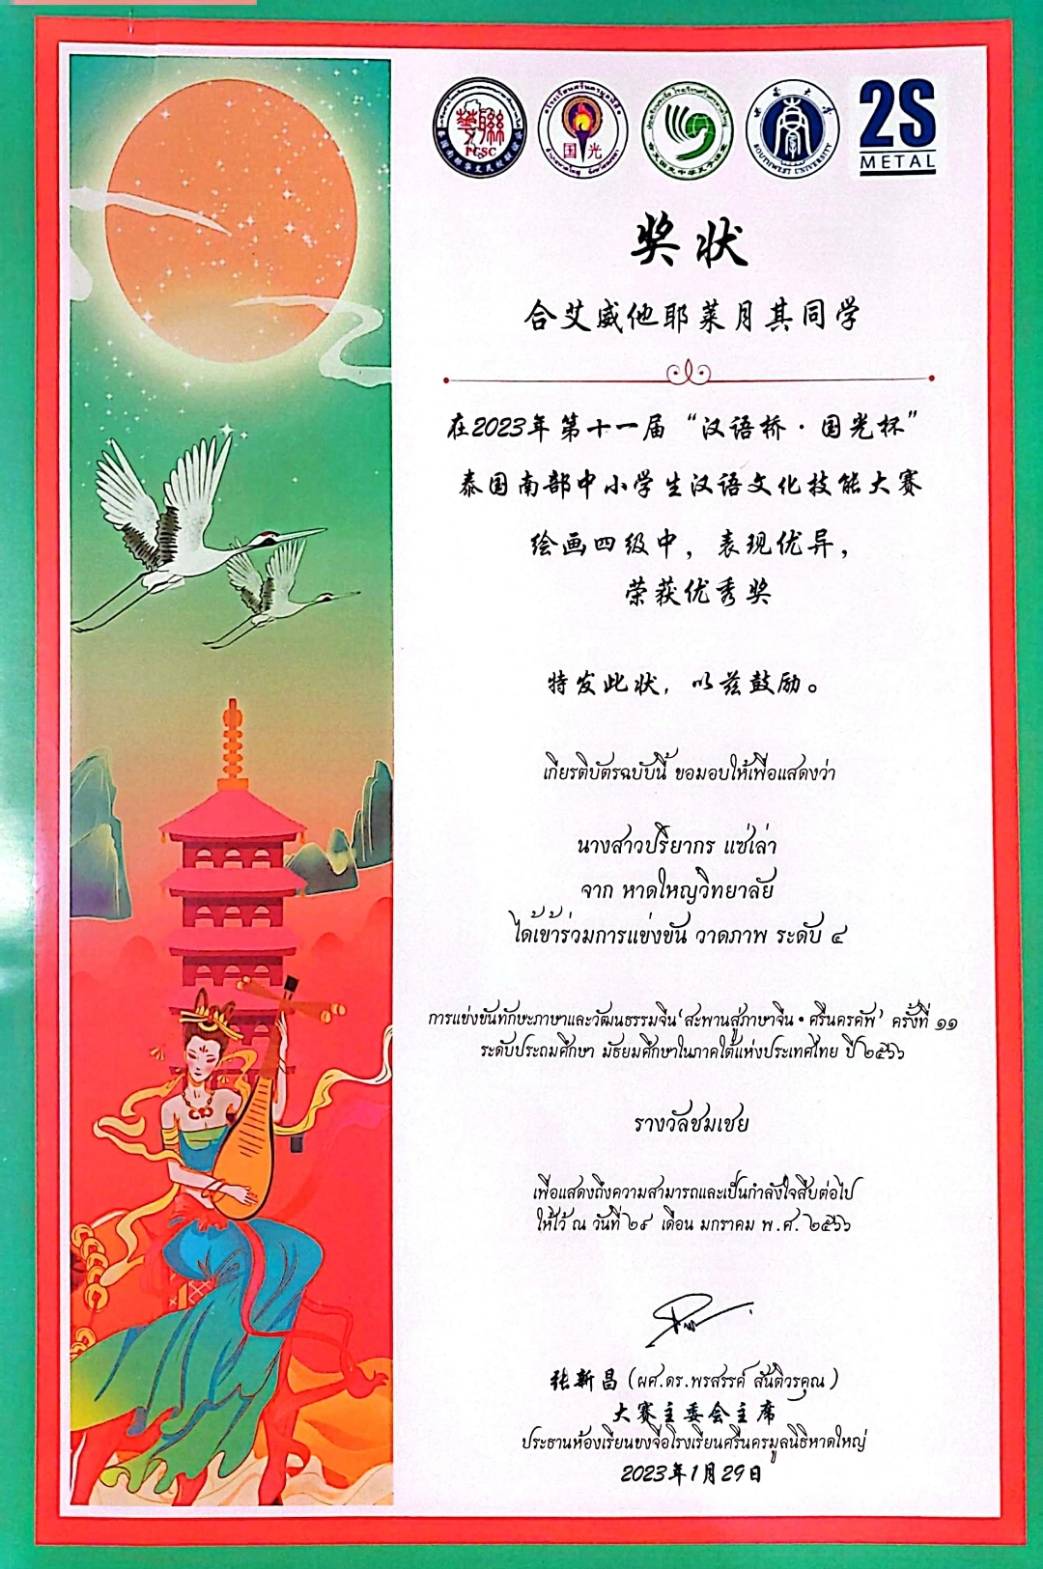 華聯
PCSC
国光
SOUTHWEST UNIVERSITY
2S
METAL
奖状
合艾威他耶菜月其同学
在2023年第十一届“汉语桥·国光杯”
泰国南部中小学生汉语文化技能大赛
绘画四级中，表现优异，
荣获优秀奖
特发此状，以兹鼓励。
เกียรติบัตรฉบับนี้ ขอมอบให้เพื่อแสดงว่า
นางสาวปริยากร แซ่เล่า
จาก หาดใหญ่วิทยาลัย
ได้เข้าร่วมการแข่งขัน วาดภาพ ระดับ ๔
การแข่งขันทักษะภาษาและวัฒนธรรมจีน‘สะพานสู่ภาษาจีน•ศรีนครคัพ’ ครั้งที่ ๑๑
ระดับประถมศึกษา มัธยมศึกษาในภาคใต้แห่งประเทศไทย ปี ๒๕๖๖
รางวัลชมเชย
เพื่อแสดงถึงความสามารถและเป็นกำลังใจสืบต่อไป
ให้ไว้ ณ วันที่ ๒๙ เดือน มกราคม พ.ศ. ๒๕๖๖
张新昌 (ผศ.ดร.พรสรรค์ สันติวรคุณ)
大赛主委会主席
ประธานห้องเรียนขงจื่อโรงเรียนศรีนครมูลนิธิหาดใหญ่
2023年1月29日